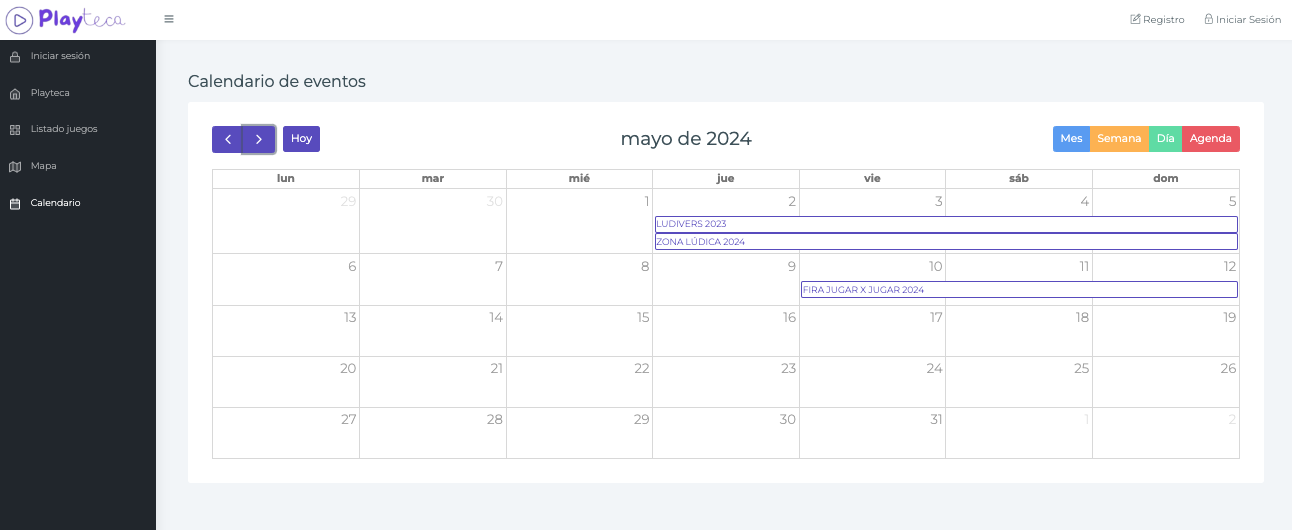 Playteca
Registro
Iniciar Sesión
Iniciar sesión
Playteca
Listado juegos
Mapa
Calendario
Calendario de eventos
Hoy
mayo de 2024
Mes Semana Día Agenda
lun mar mié jue vie sáb dom
29 30 1 2 3 4 5
LUDIVERS 2023
ZONA LÚDICA 2024
6 7 8 9 10 11 12
FIRA JUGAR X JUGAR 2024
13 14 15 16 17 18 19
20 21 22 23 24 25 26
27 28 29 30 31 1 2